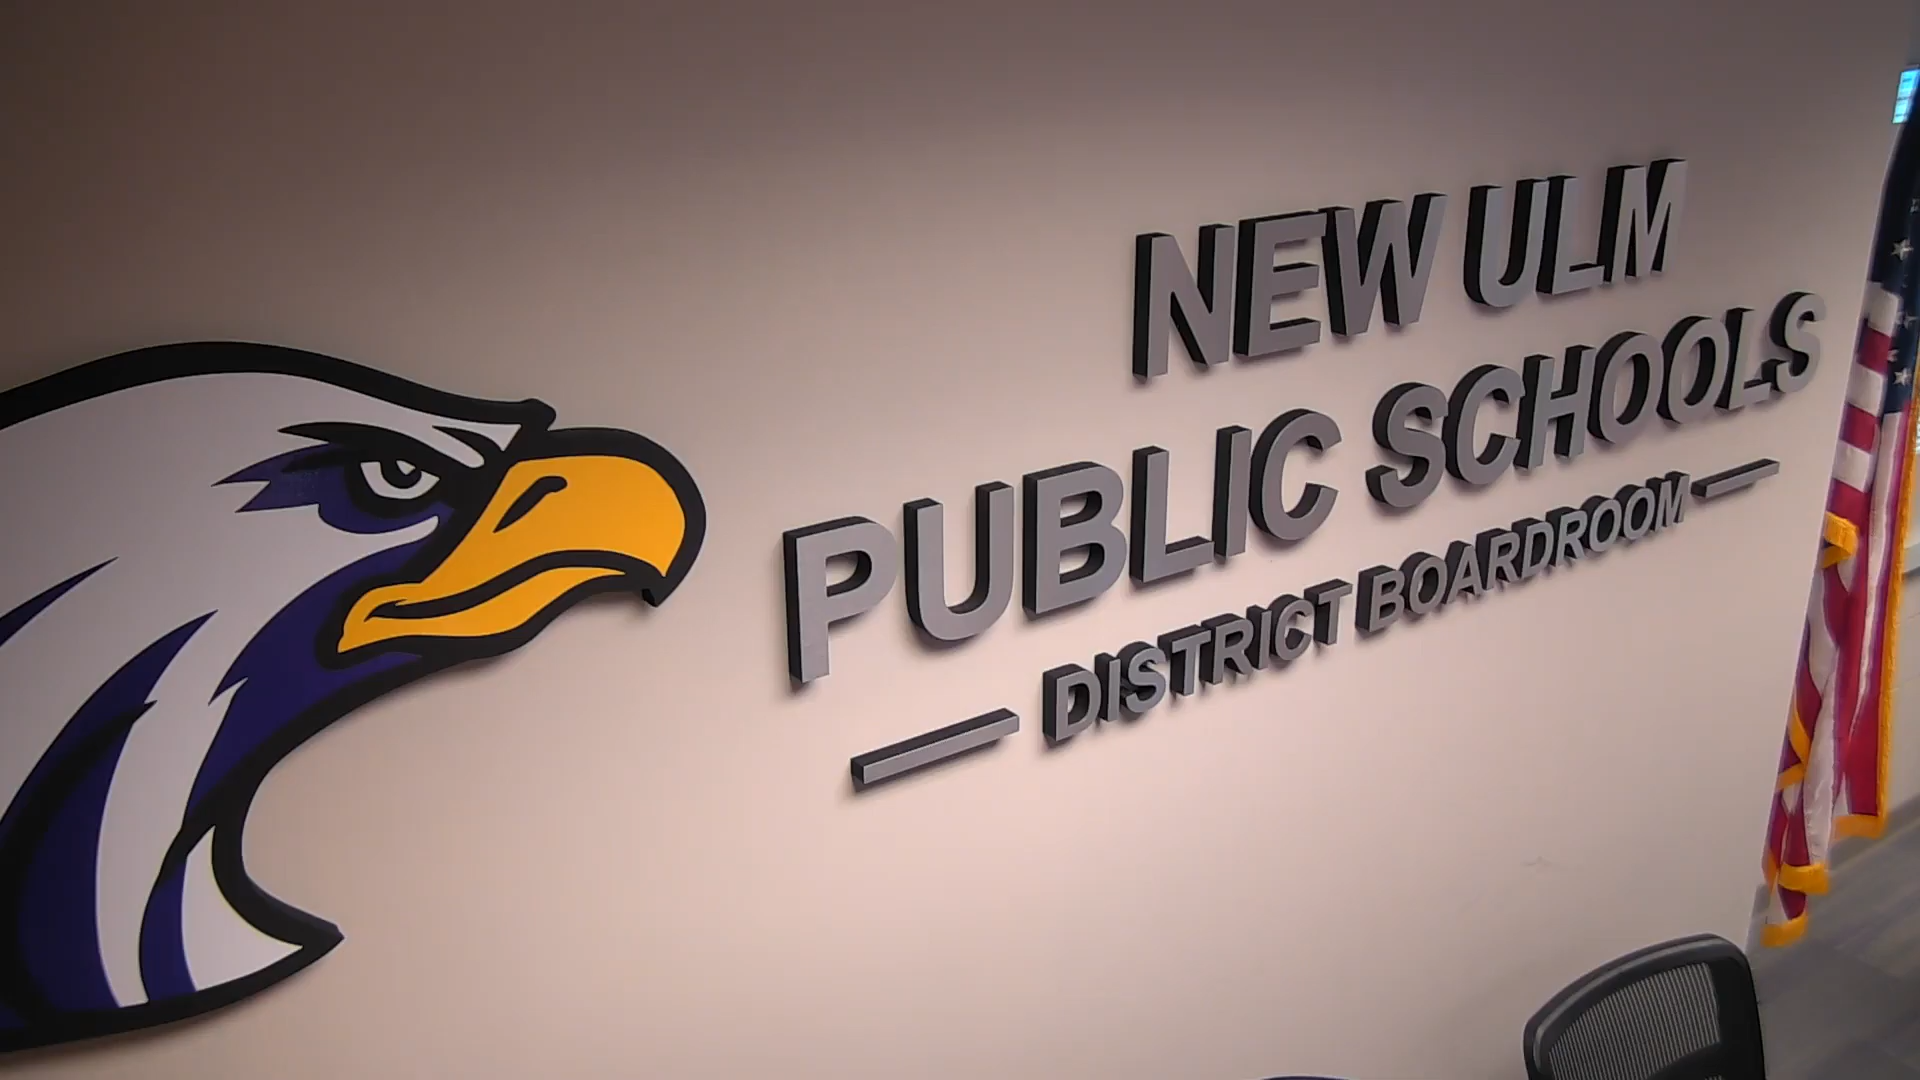 NEW ULM
PUBLIC SCHOOLS
— DISTRICT BOARDROOM —